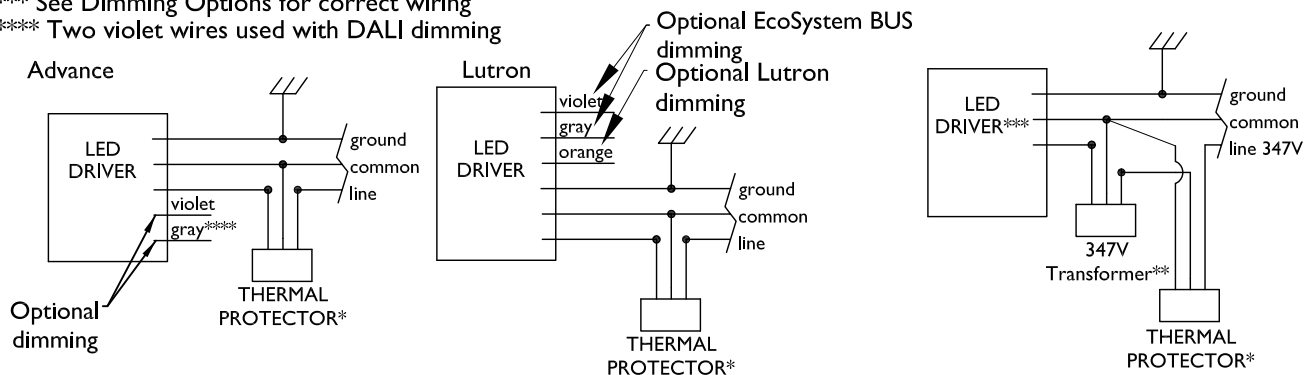 *** See Dimming Options for correct wiring
**** Two violet wires used with DALI dimming
Advance
LED
DRIVER
ground
common
line
violet
gray****
Optional
dimming
THERMAL
PROTECTOR*
Lutron
Optional EcoSystem BUS
dimming
Optional Lutron
dimming
violet
gray
orange
LED
DRIVER
ground
common
line
THERMAL
PROTECTOR*
LED
DRIVER***
ground
common
line 347V
347V
Transformer**
THERMAL
PROTECTOR*